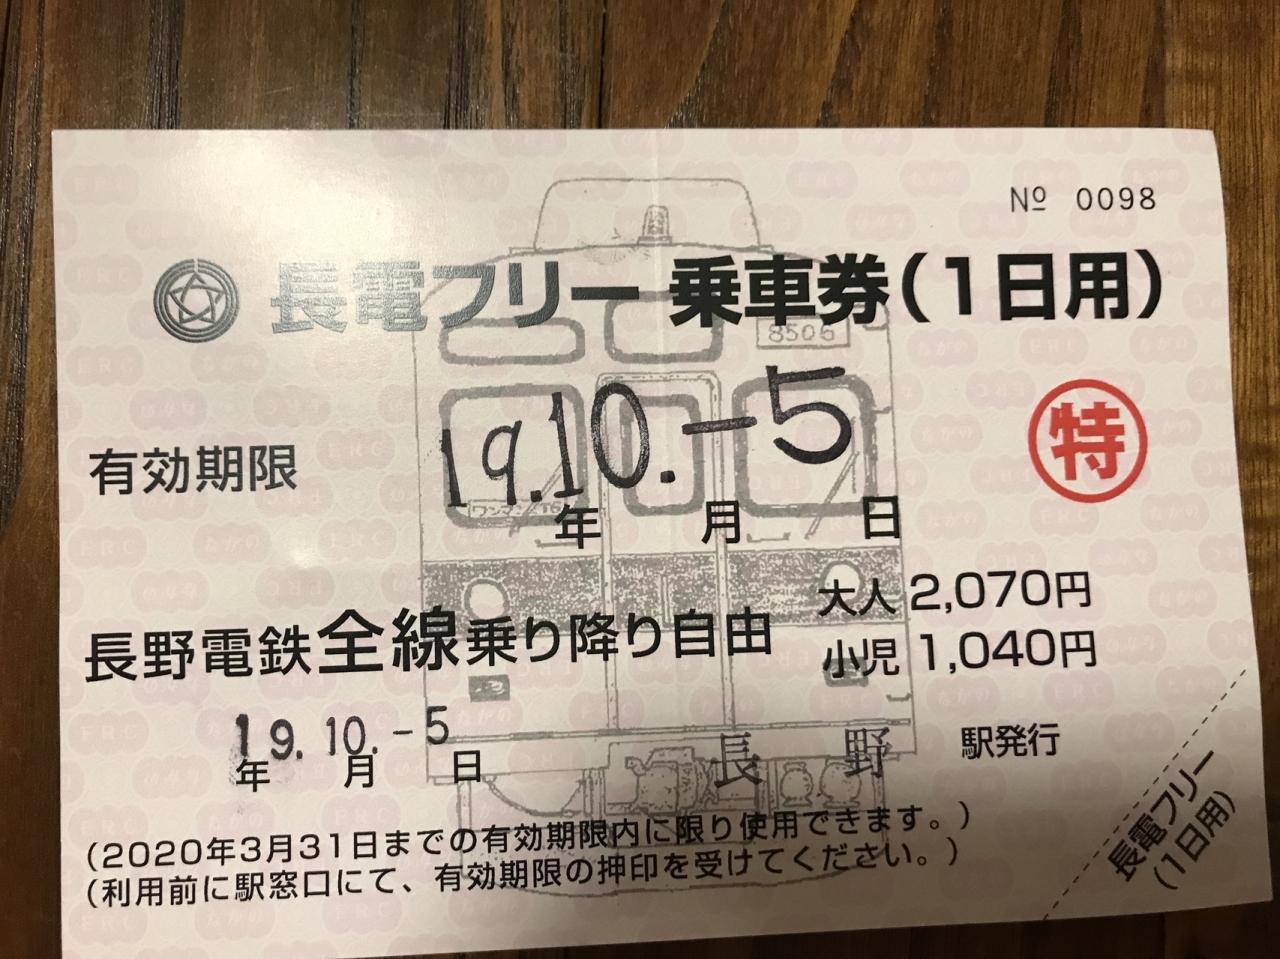 № 0098
長電フリー乗車券(1日用)
8506
特
19.10.-5
ワンマン T6
有効期限 年 月 日
長野電鉄全線乗り降り自由
大人 2,070円
小児 1,040円
19.10.-5
年 月 日
長野 駅発行
(2020年3月31日までの有効期限内に限り使用できます。)
(利用前に駅窓口にて、有効期限の押印を受けてください。)
長電フリー
(1日用)